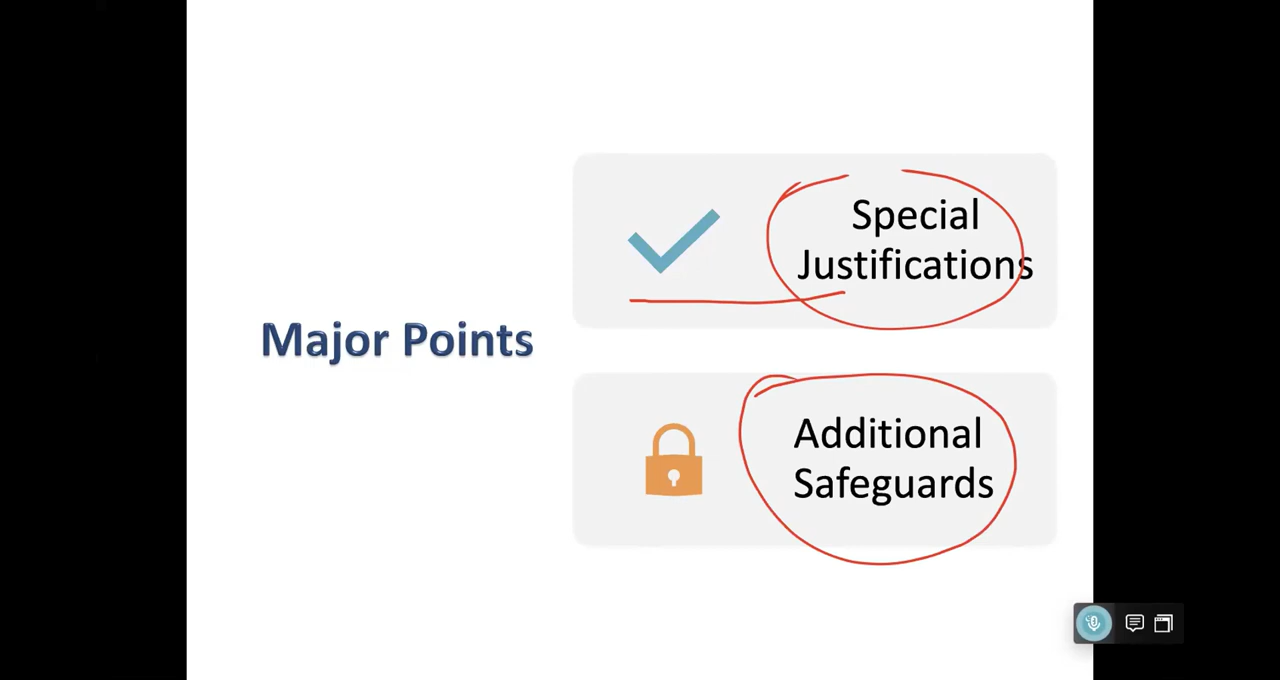 Major Points
Special
Justifications
Additional
Safeguards